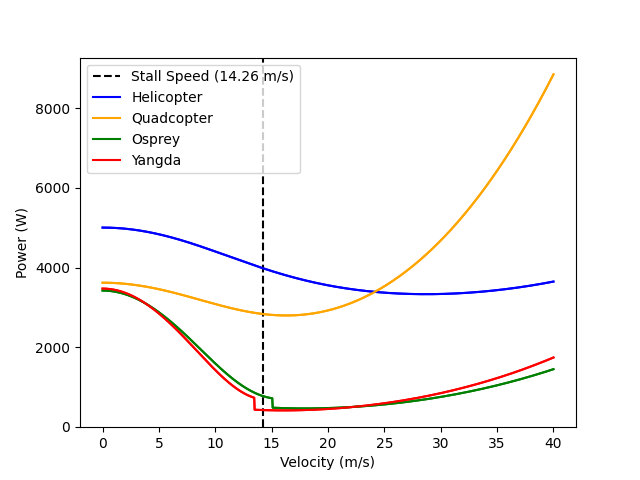 Stall Speed (14.26 m/s)
Helicopter
Quadcopter
Osprey
Yangda
Power (W)
8000
6000
4000
2000
0
0 5 10 15 20 25 30 35 40
Velocity (m/s)